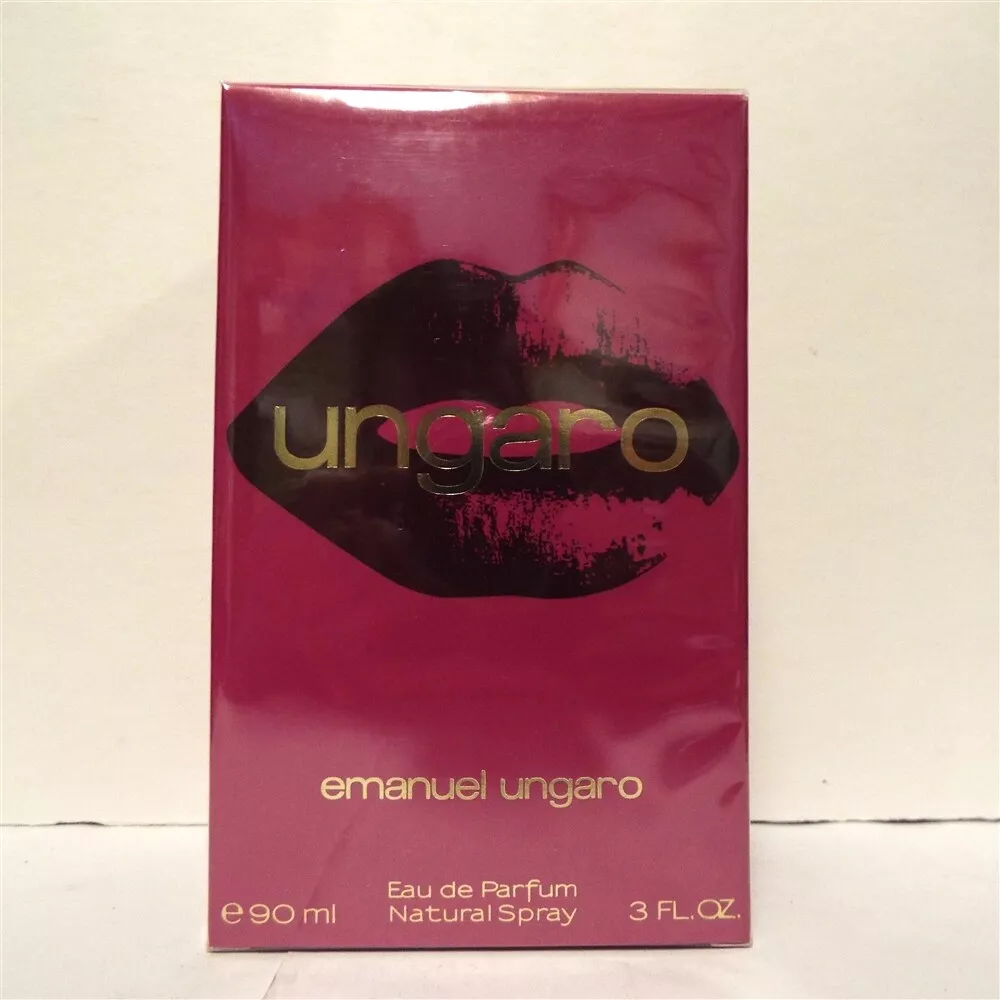 ungaro
emanuel ungaro
Eau de Parfum
Natural Spray
℮90 ml
3 FL.OZ.